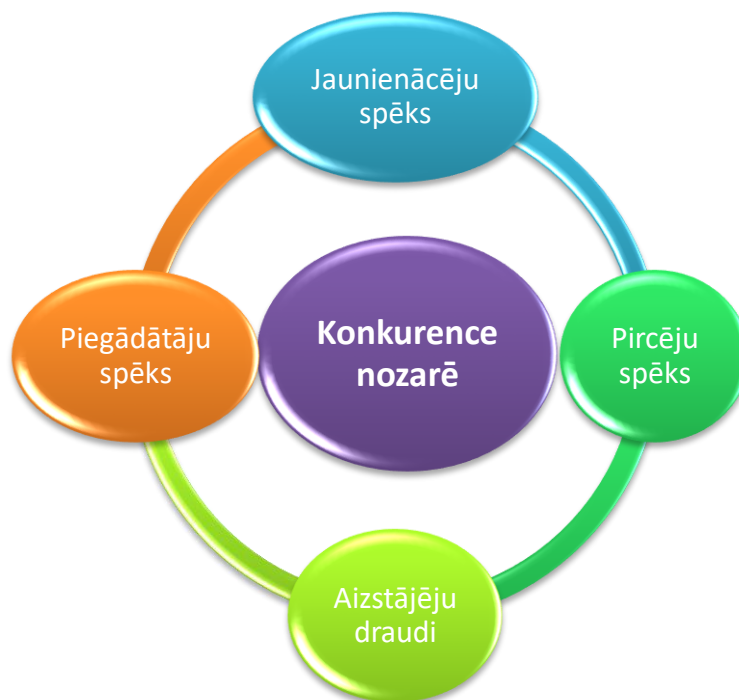 Jaunienācēju
spēks
Piegādātāju
spēks
Konkurence
nozarē
Pircēju
spēks
Aizstājēju
draudi